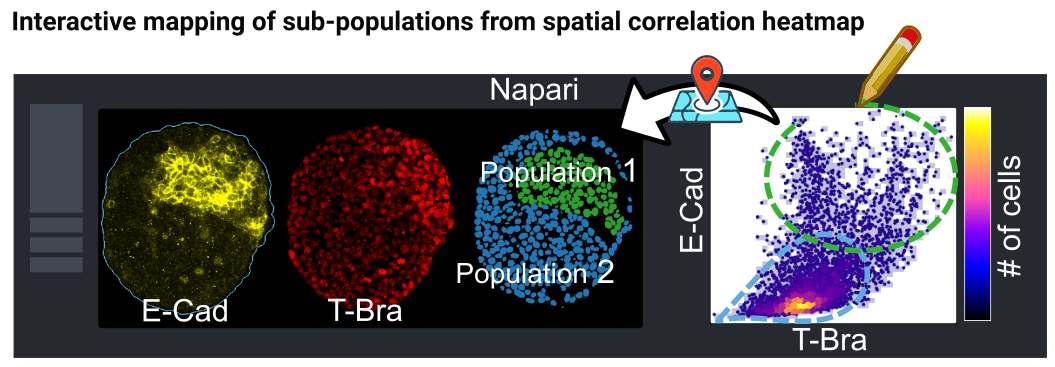 Interactive mapping of sub-populations from spatial correlation heatmap
Napari
E-Cad
T-Bra
Population 1
Population 2
E-Cad
T-Bra
# of cells